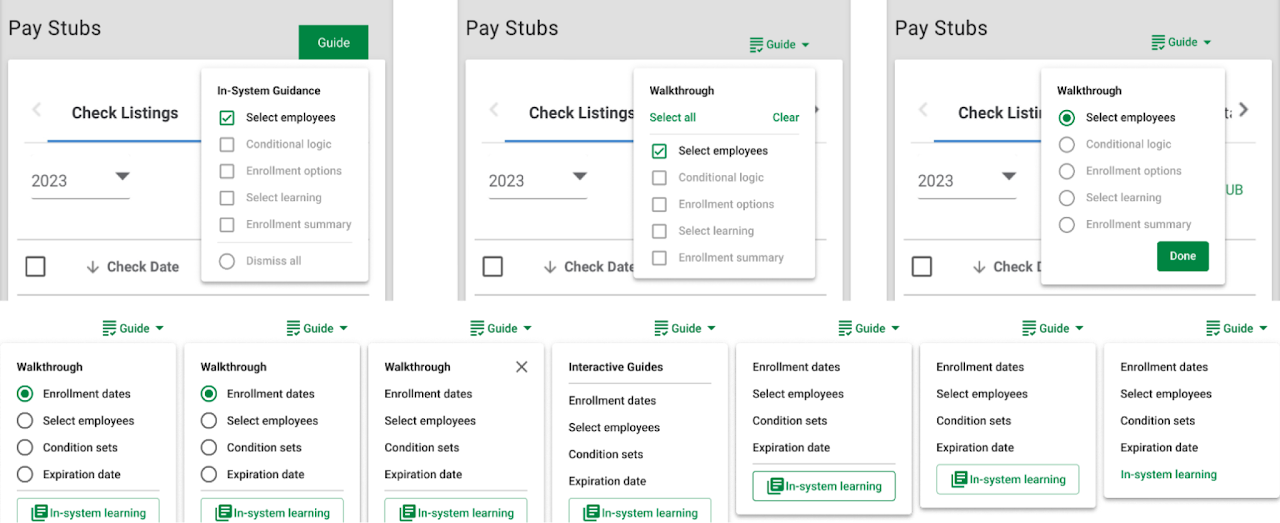 Pay Stubs
Guide
In-System Guidance
Check Listings
Select employees
Conditional logic
2023
Enrollment options
Select learning
Enrollment summary
Check Date
Dismiss all
Pay Stubs
Guide
Walkthrough
Select all Clear
Check Listings
Select employees
Conditional logic
2023
Enrollment options
Select learning
Enrollment summary
Check Date
Pay Stubs
Guide
Walkthrough
Select employees
Conditional logic
2023
Enrollment options
UB
Select learning
Enrollment summary
Done
Guide
Walkthrough
Enrollment dates
Select employees
Condition sets
Expiration date
In-system learning
Guide
Walkthrough
Enrollment dates
Select employees
Condition sets
Expiration date
In-system learning
Guide
Walkthrough
Enrollment dates
Select employees
Condition sets
Expiration date
In-system learning
Guide
Interactive Guides
Enrollment dates
Select employees
Condition sets
Expiration date
In-system learning
Guide
Enrollment dates
Select employees
Condition sets
Expiration date
In-system learning
Guide
Enrollment dates
Select employees
Condition sets
Expiration date
In-system learning
Guide
Enrollment dates
Select employees
Condition sets
Expiration date
In-system learning